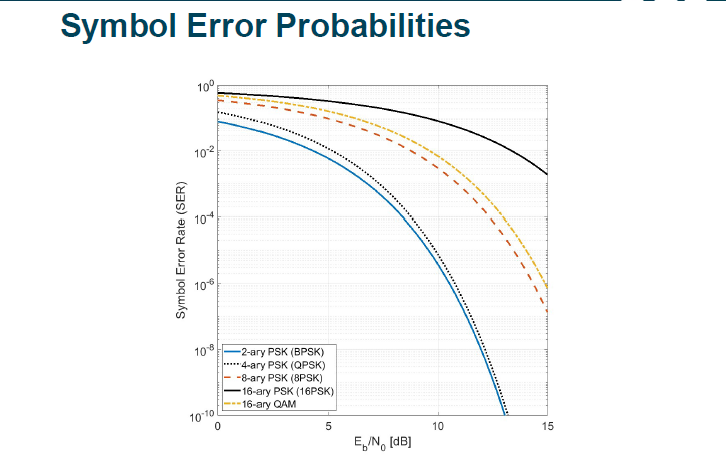 Symbol Error Probabilities
10⁰
10⁻²
10⁻⁴
10⁻⁶
10⁻⁸
10⁻¹⁰
Symbol Error Rate (SER)
2-ary PSK (BPSK)
4-ary PSK (QPSK)
8-ary PSK (8PSK)
16-ary PSK (16PSK)
16-ary QAM
0 5 10 15
E_b/N_0 [dB]